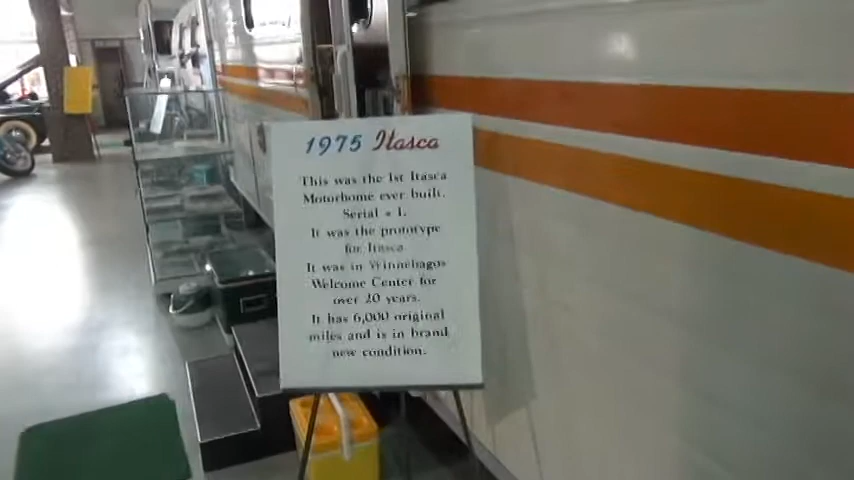 1975 Itasca
This was the 1st Itasca
Motorhome ever built.
Serial # 1.
It was the prototype
for Itasca.
It was in Winnebagos
Welcome Center for
over 20 years.
It has 6,000 original
miles and is in brand
new condition.